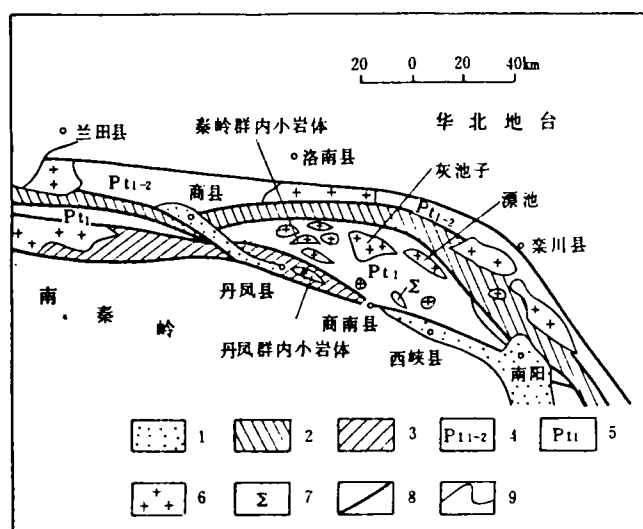 20 0 20 40km
兰田县
秦岭群内小岩体
华北地台
洛南县
灰池子
Pt1-2
商县
Pt1-2
漂池
Pt1
栾川县
Pt1
Σ
Σ
丹凤县
南秦岭
商南县
丹凤群内小岩体
西峡县
南阳
1
2
3
Pt1-2 4
Pt1 5
6
Σ 7
8
9